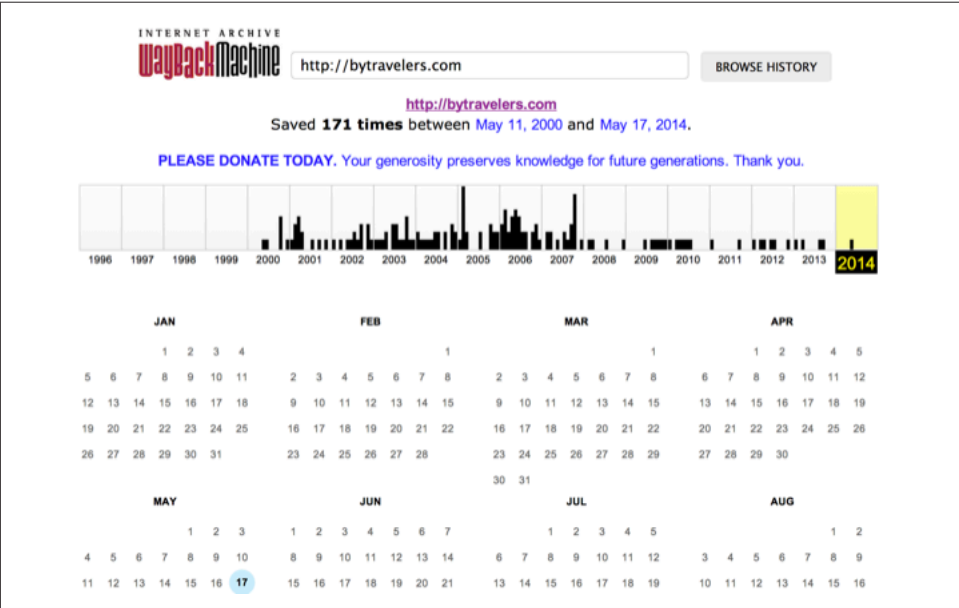 INTERNET ARCHIVE
WayBackMachine
http://bytravelers.com
BROWSE HISTORY
http://bytravelers.com
Saved 171 times between May 11, 2000 and May 17, 2014.
PLEASE DONATE TODAY. Your generosity preserves knowledge for future generations. Thank you.
1996 1997 1998 1999 2000 2001 2002 2003 2004 2005 2006 2007 2008 2009 2010 2011 2012 2013 2014
JAN FEB MAR APR
1 2 3 4 1 1 1 2 3 4 5
5 6 7 8 9 10 11 2 3 4 5 6 7 8 2 3 4 5 6 7 8 6 7 8 9 10 11 12
12 13 14 15 16 17 18 9 10 11 12 13 14 15 9 10 11 12 13 14 15 13 14 15 16 17 18 19
19 20 21 22 23 24 25 16 17 18 19 20 21 22 16 17 18 19 20 21 22 20 21 22 23 24 25 26
26 27 28 29 30 31 23 24 25 26 27 28 23 24 25 26 27 28 29 27 28 29 30
30 31
MAY JUN JUL AUG
1 2 3 1 2 3 4 5 6 7 1 2 3 4 5 1 2
4 5 6 7 8 9 10 8 9 10 11 12 13 14 6 7 8 9 10 11 12 3 4 5 6 7 8 9
11 12 13 14 15 16 17 15 16 17 18 19 20 21 13 14 15 16 17 18 19 10 11 12 13 14 15 16